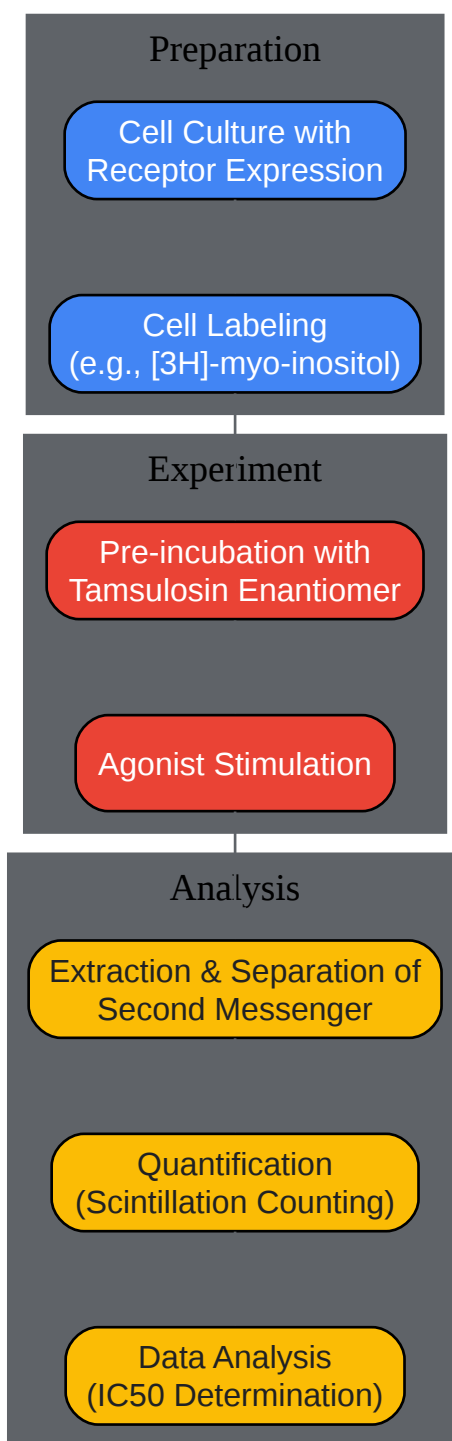 Preparation
Cell Culture with
Receptor Expression
Cell Labeling
(e.g., [3H]-myo-inositol)
Experiment
Pre-incubation with
Tamsulosin Enantiomer
Agonist Stimulation
Analysis
Extraction & Separation of
Second Messenger
Quantification
(Scintillation Counting)
Data Analysis
(IC50 Determination)